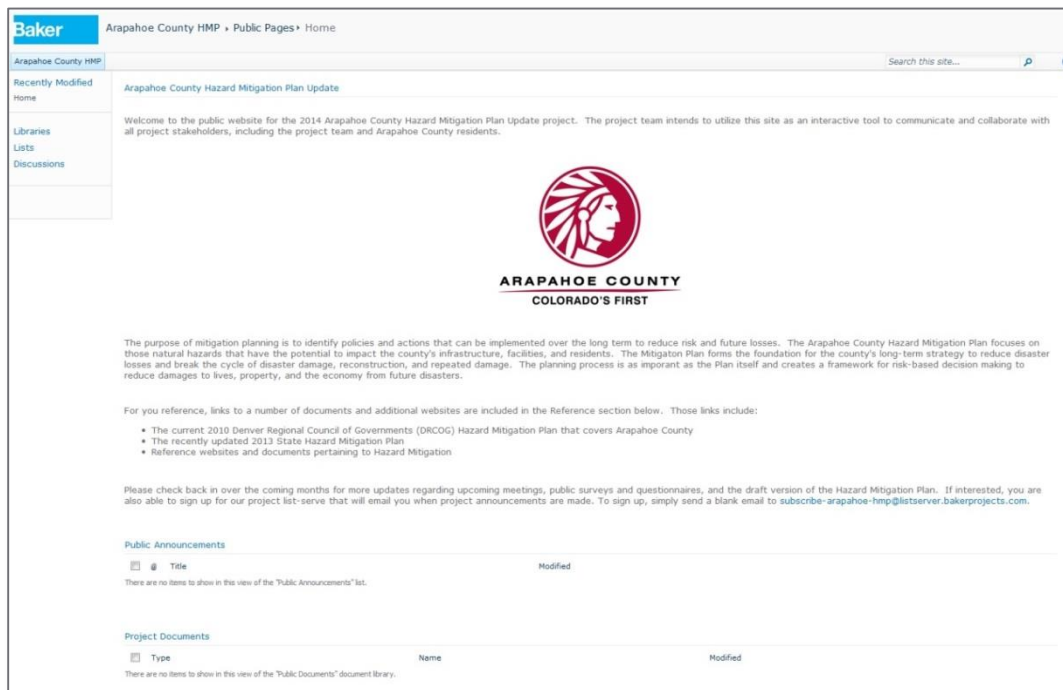 Baker
Arapahoe County HMP › Public Pages › Home
Arapahoe County HMP
Search this site...
Recently Modified
Home
Libraries
Lists
Discussions
Arapahoe County Hazard Mitigation Plan Update
Welcome to the public website for the 2014 Arapahoe County Hazard Mitigation Plan Update project. The project team intends to utilize this site as an interactive tool to communicate and collaborate with
all project stakeholders, including the project team and Arapahoe County residents.
ARAPAHOE COUNTY
COLORADO'S FIRST
The purpose of mitigation planning is to identify policies and actions that can be implemented over the long term to reduce risk and future losses. The Arapahoe County Hazard Mitigation Plan focuses on
those natural hazards that have the potential to impact the county's infrastructure, facilities, and residents. The Mitigaton Plan forms the foundation for the county's long-term strategy to reduce disaster
losses and break the cycle of disaster damage, reconstruction, and repeated damage. The planning process is as imporant as the Plan itself and creates a framework for risk-based decision making to
reduce damages to lives, property, and the economy from future disasters.
For you reference, links to a number of documents and additional websites are included in the Reference section below. Those links include:
• The current 2010 Denver Regional Council of Governments (DRCOG) Hazard Mitigation Plan that covers Arapahoe County
• The recently updated 2013 State Hazard Mitigation Plan
• Reference websites and documents pertaining to Hazard Mitigation
Please check back in over the coming months for more updates regarding upcoming meetings, public surveys and questionnaires, and the draft version of the Hazard Mitigation Plan. If interested, you are
also able to sign up for our project list-serve that will email you when project announcements are made. To sign up, simply send a blank email to subscribe-arapahoe-hmp@listserver.bakerprojects.com.
Public Announcements
Title Modified
There are no items to show in this view of the "Public Announcements" list.
Project Documents
Type Name Modified
There are no items to show in this view of the "Public Documents" document library.